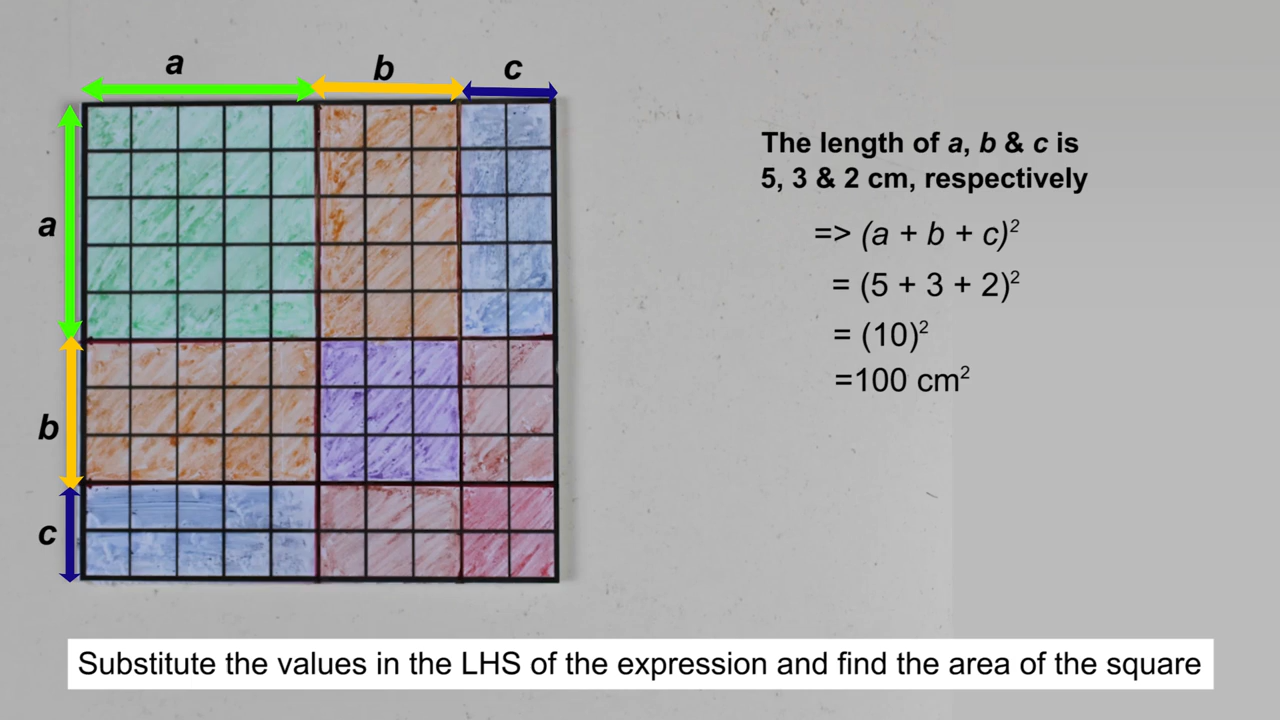 a b c
a
b
c
The length of a, b & c is
5, 3 & 2 cm, respectively
=> (a + b + c)²
= (5 + 3 + 2)²
= (10)²
=100 cm²
Substitute the values in the LHS of the expression and find the area of the square